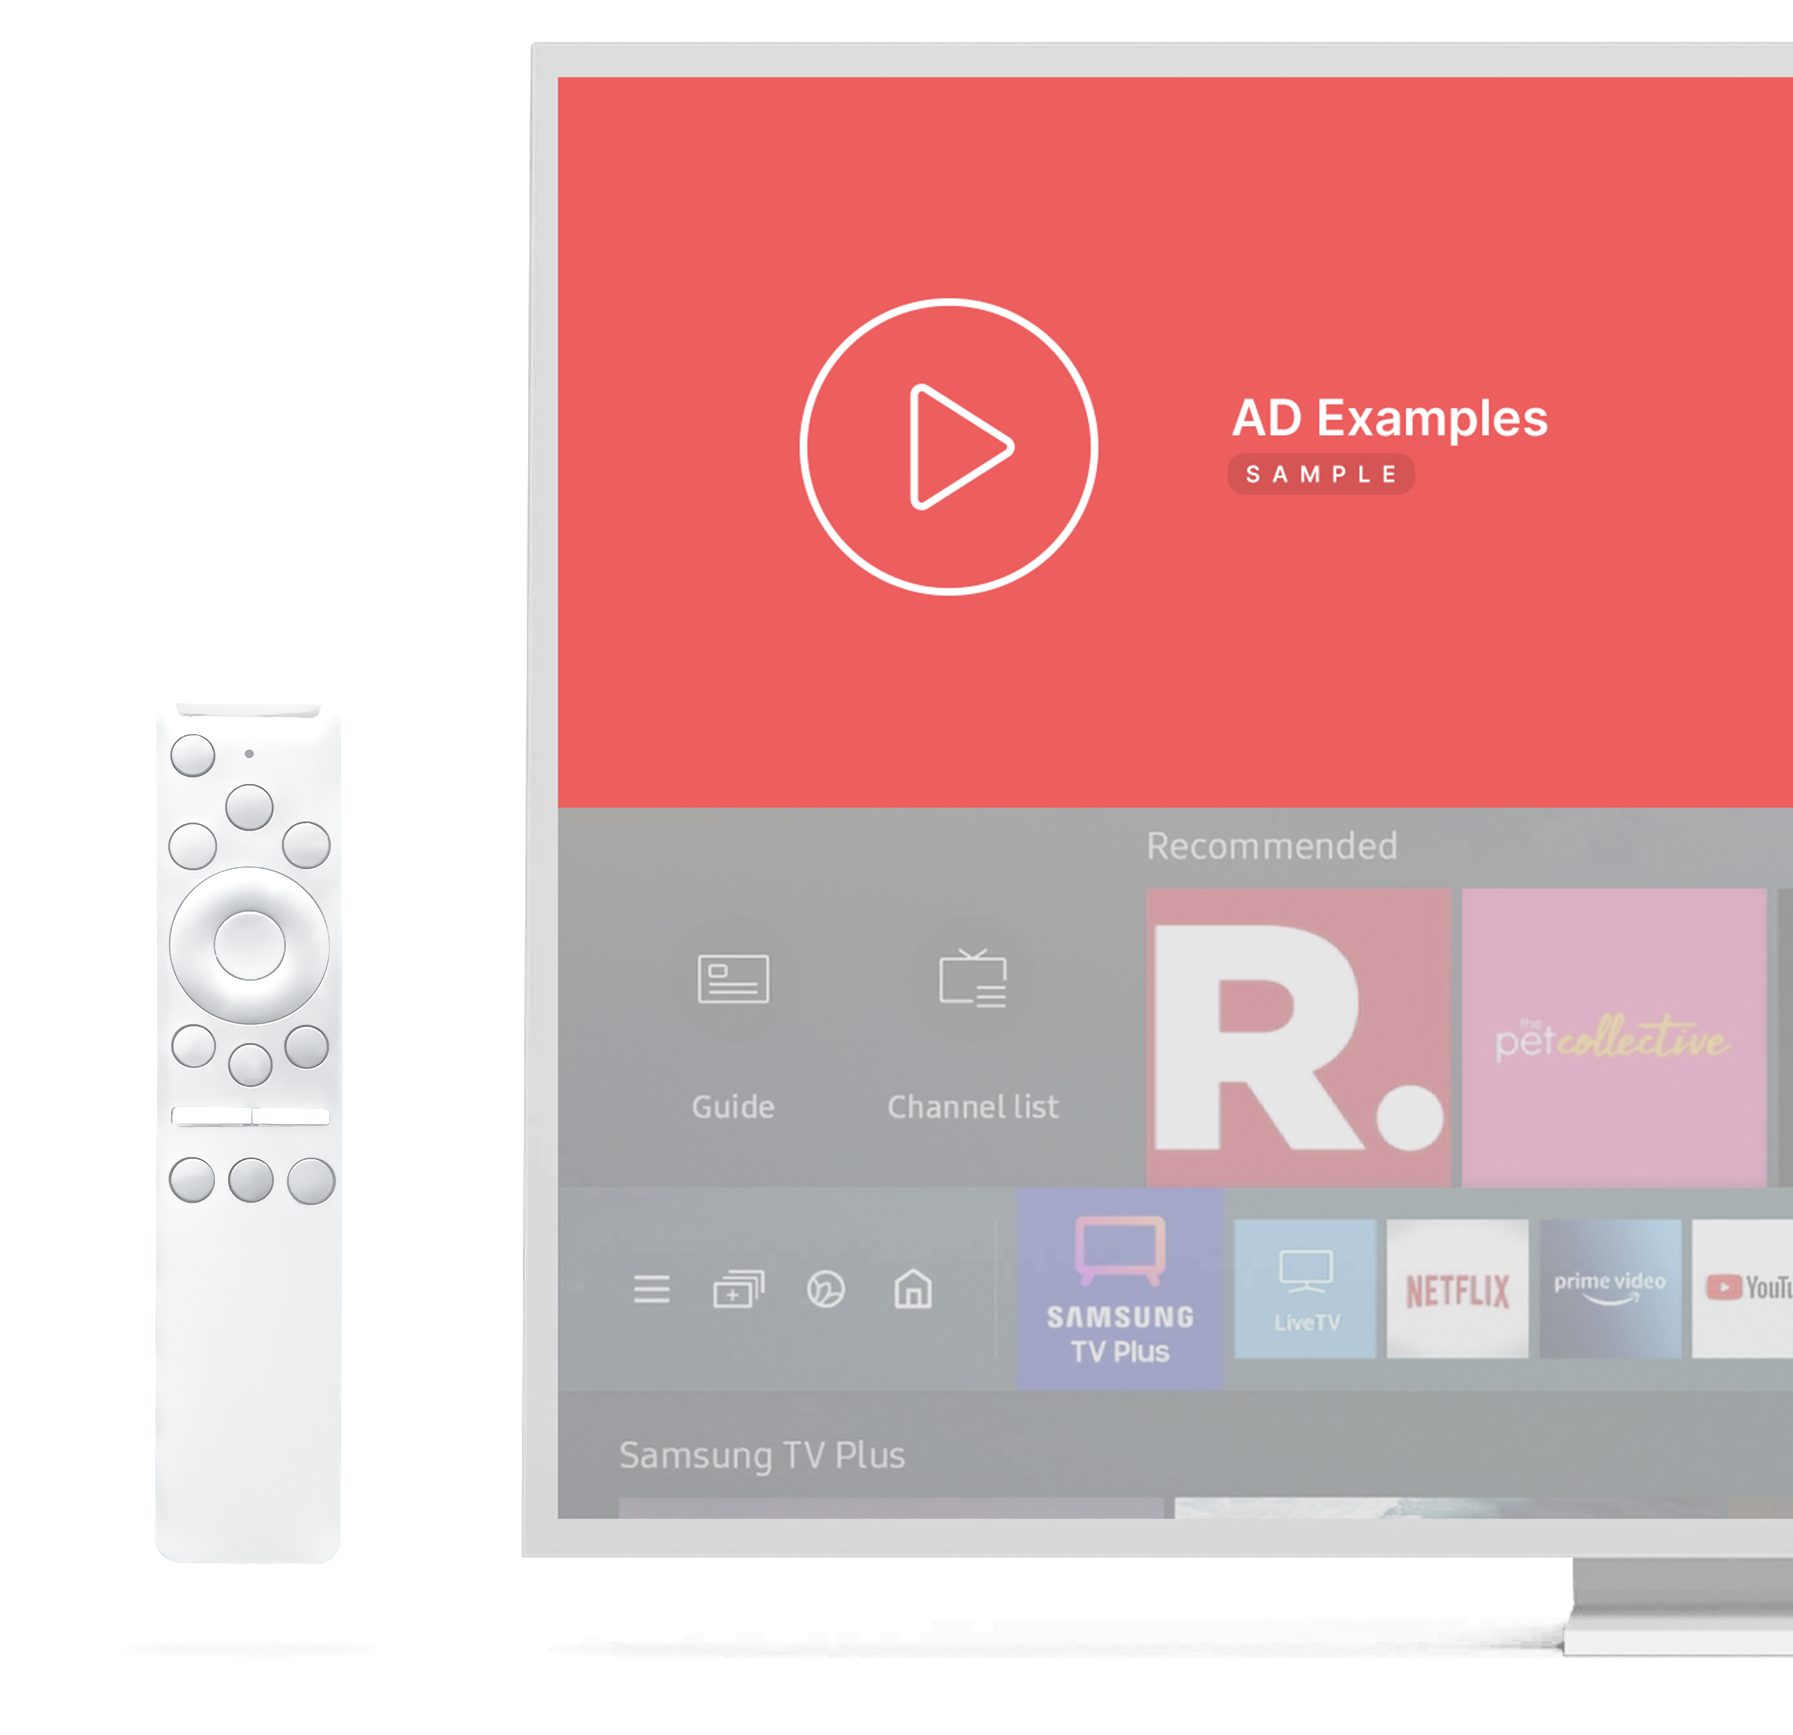 AD Examples
SAMPLE
Recommended
R.
the
petcollective
Guide
Channel list
SAMSUNG
TV Plus
LiveTV
NETFLIX
prime video
YouTu
Samsung TV Plus